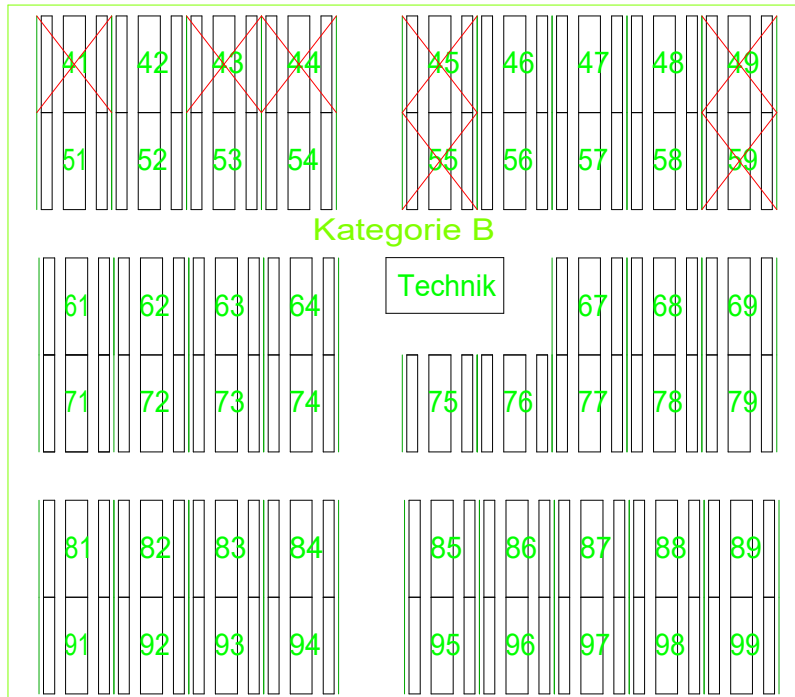 41 42 43 44 45 46 47 48 49
51 52 53 54 55 56 57 58 59
Kategorie B
Technik
61 62 63 64 67 68 69
71 72 73 74 75 76 77 78 79
81 82 83 84 85 86 87 88 89
91 92 93 94 95 96 97 98 99